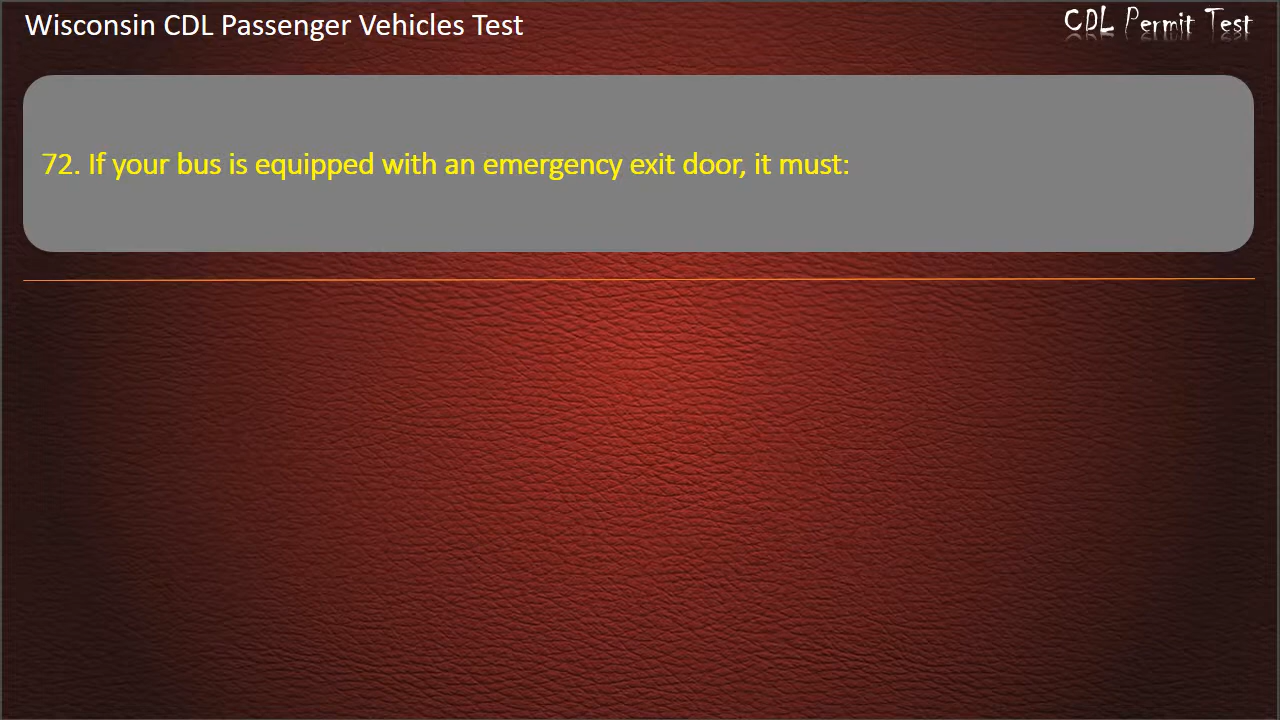 Wisconsin CDL Passenger Vehicles Test
CDL Permit Test
72. If your bus is equipped with an emergency exit door, it must: